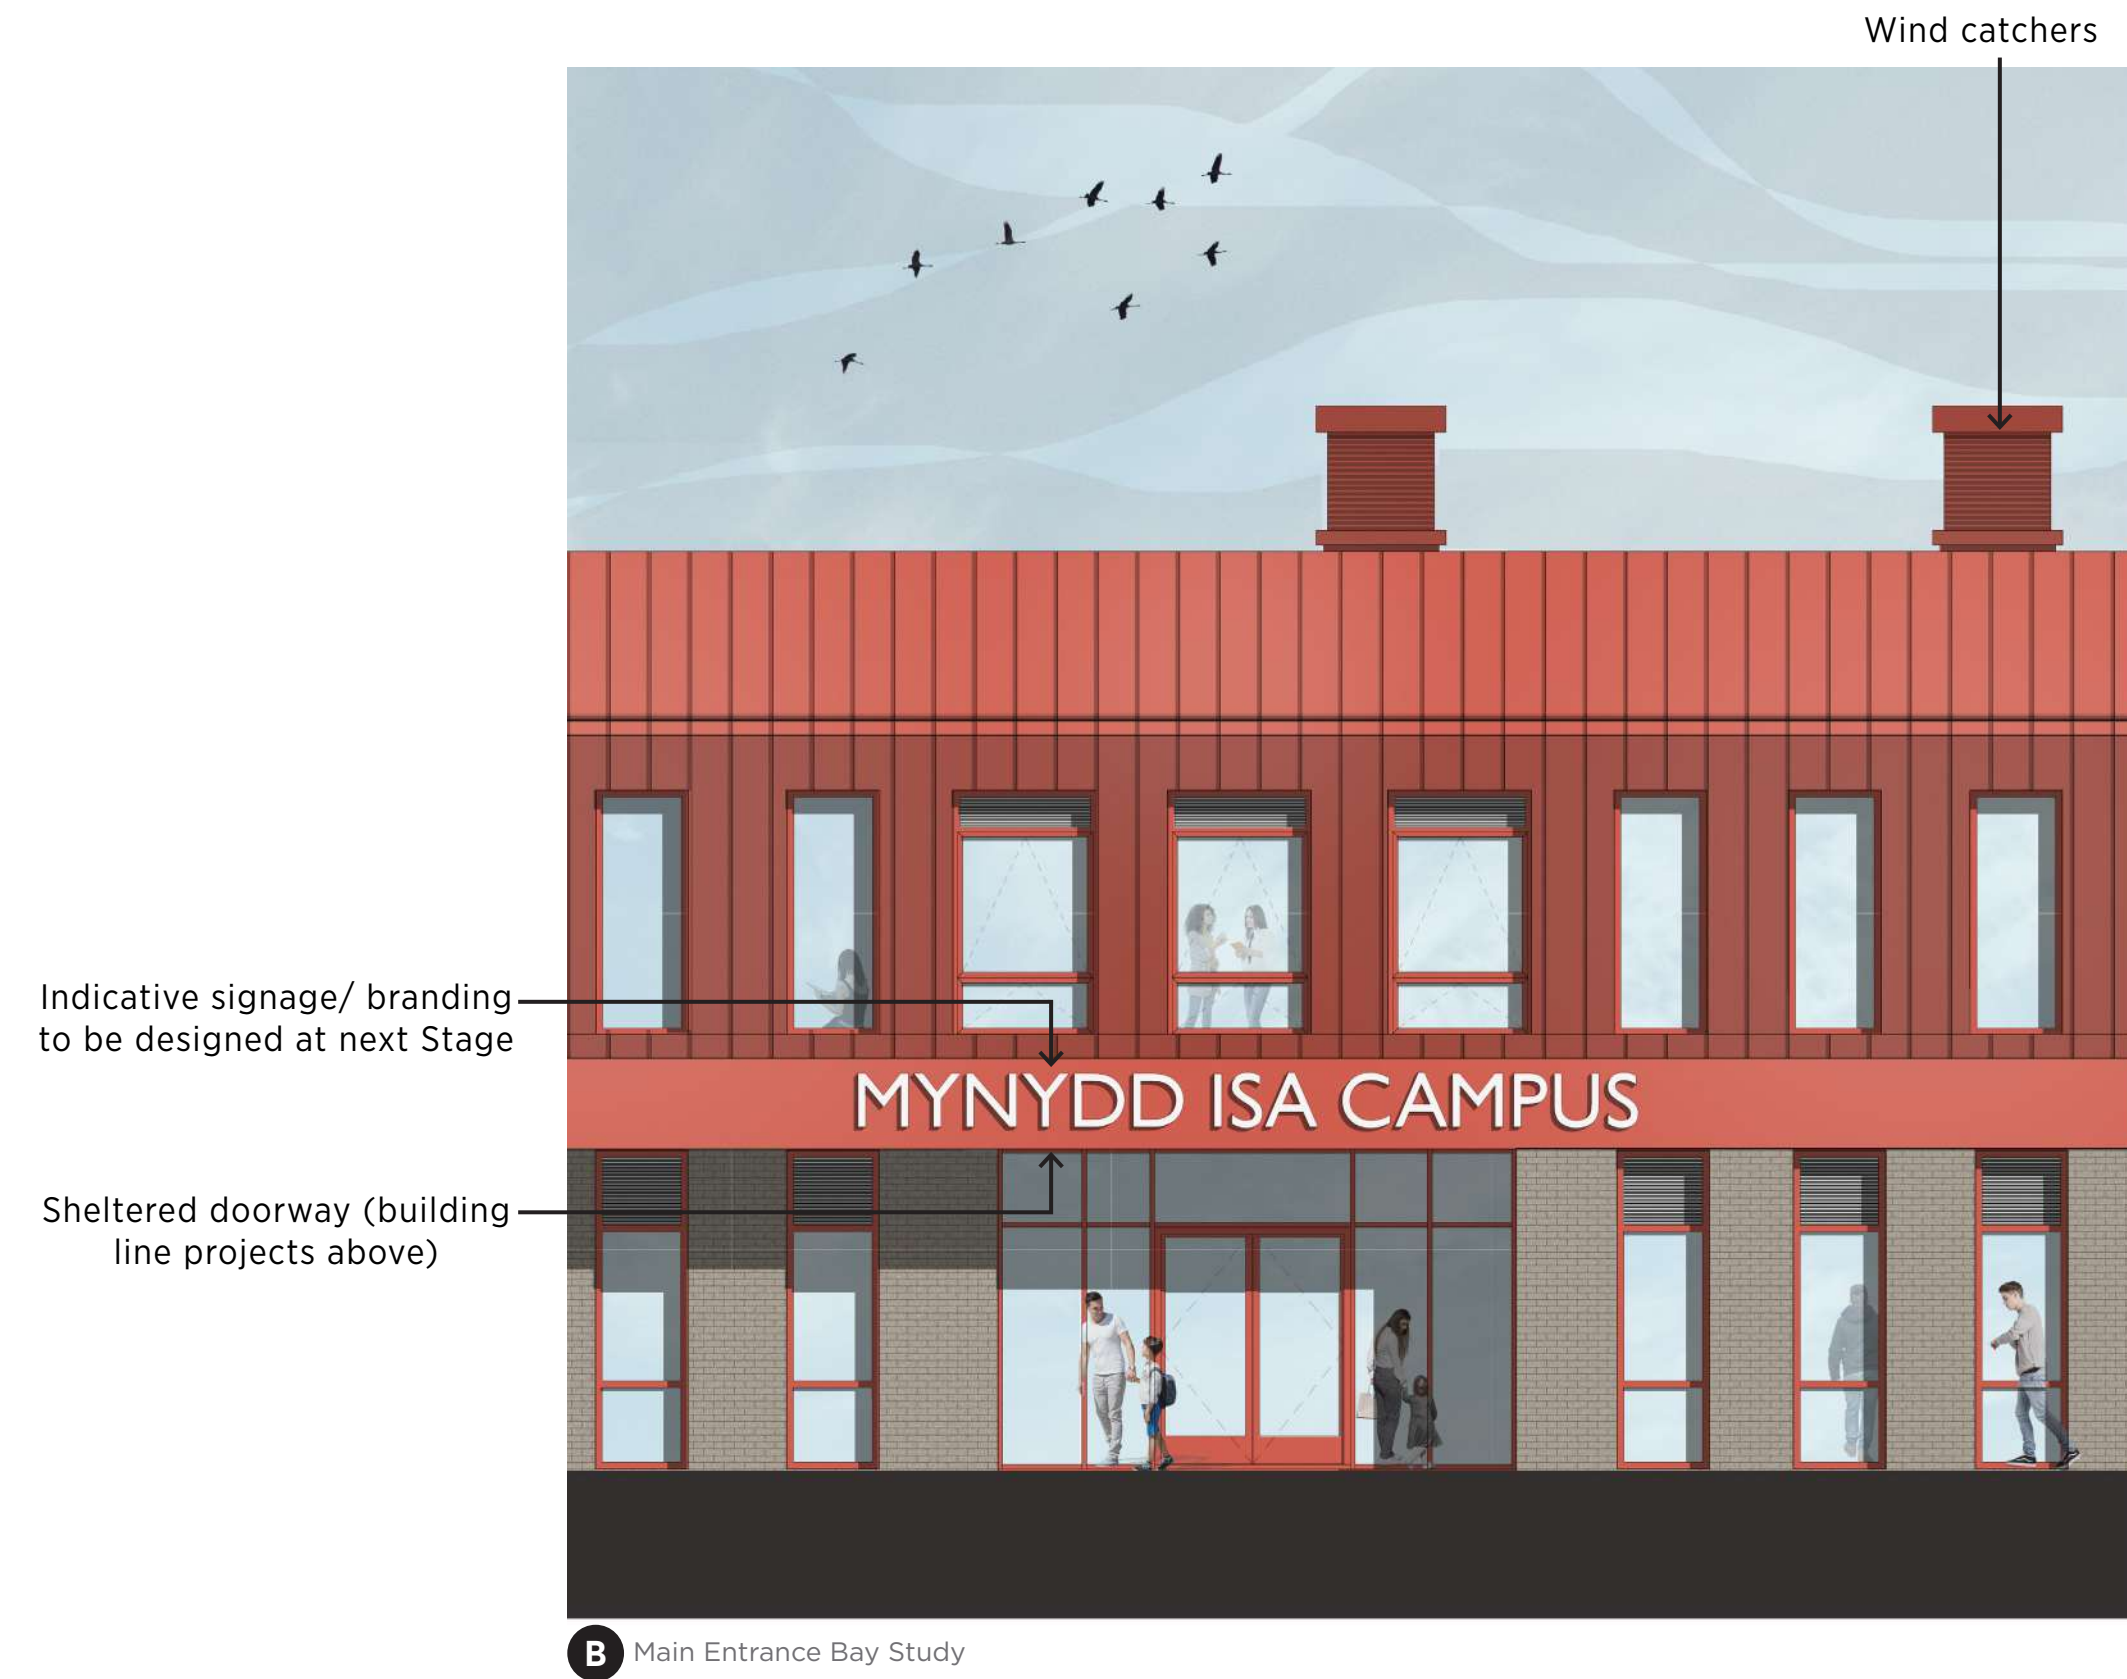 Wind catchers
Indicative signage/ branding
to be designed at next Stage
MYNYDD ISA CAMPUS
Sheltered doorway (building
line projects above)
B Main Entrance Bay Study